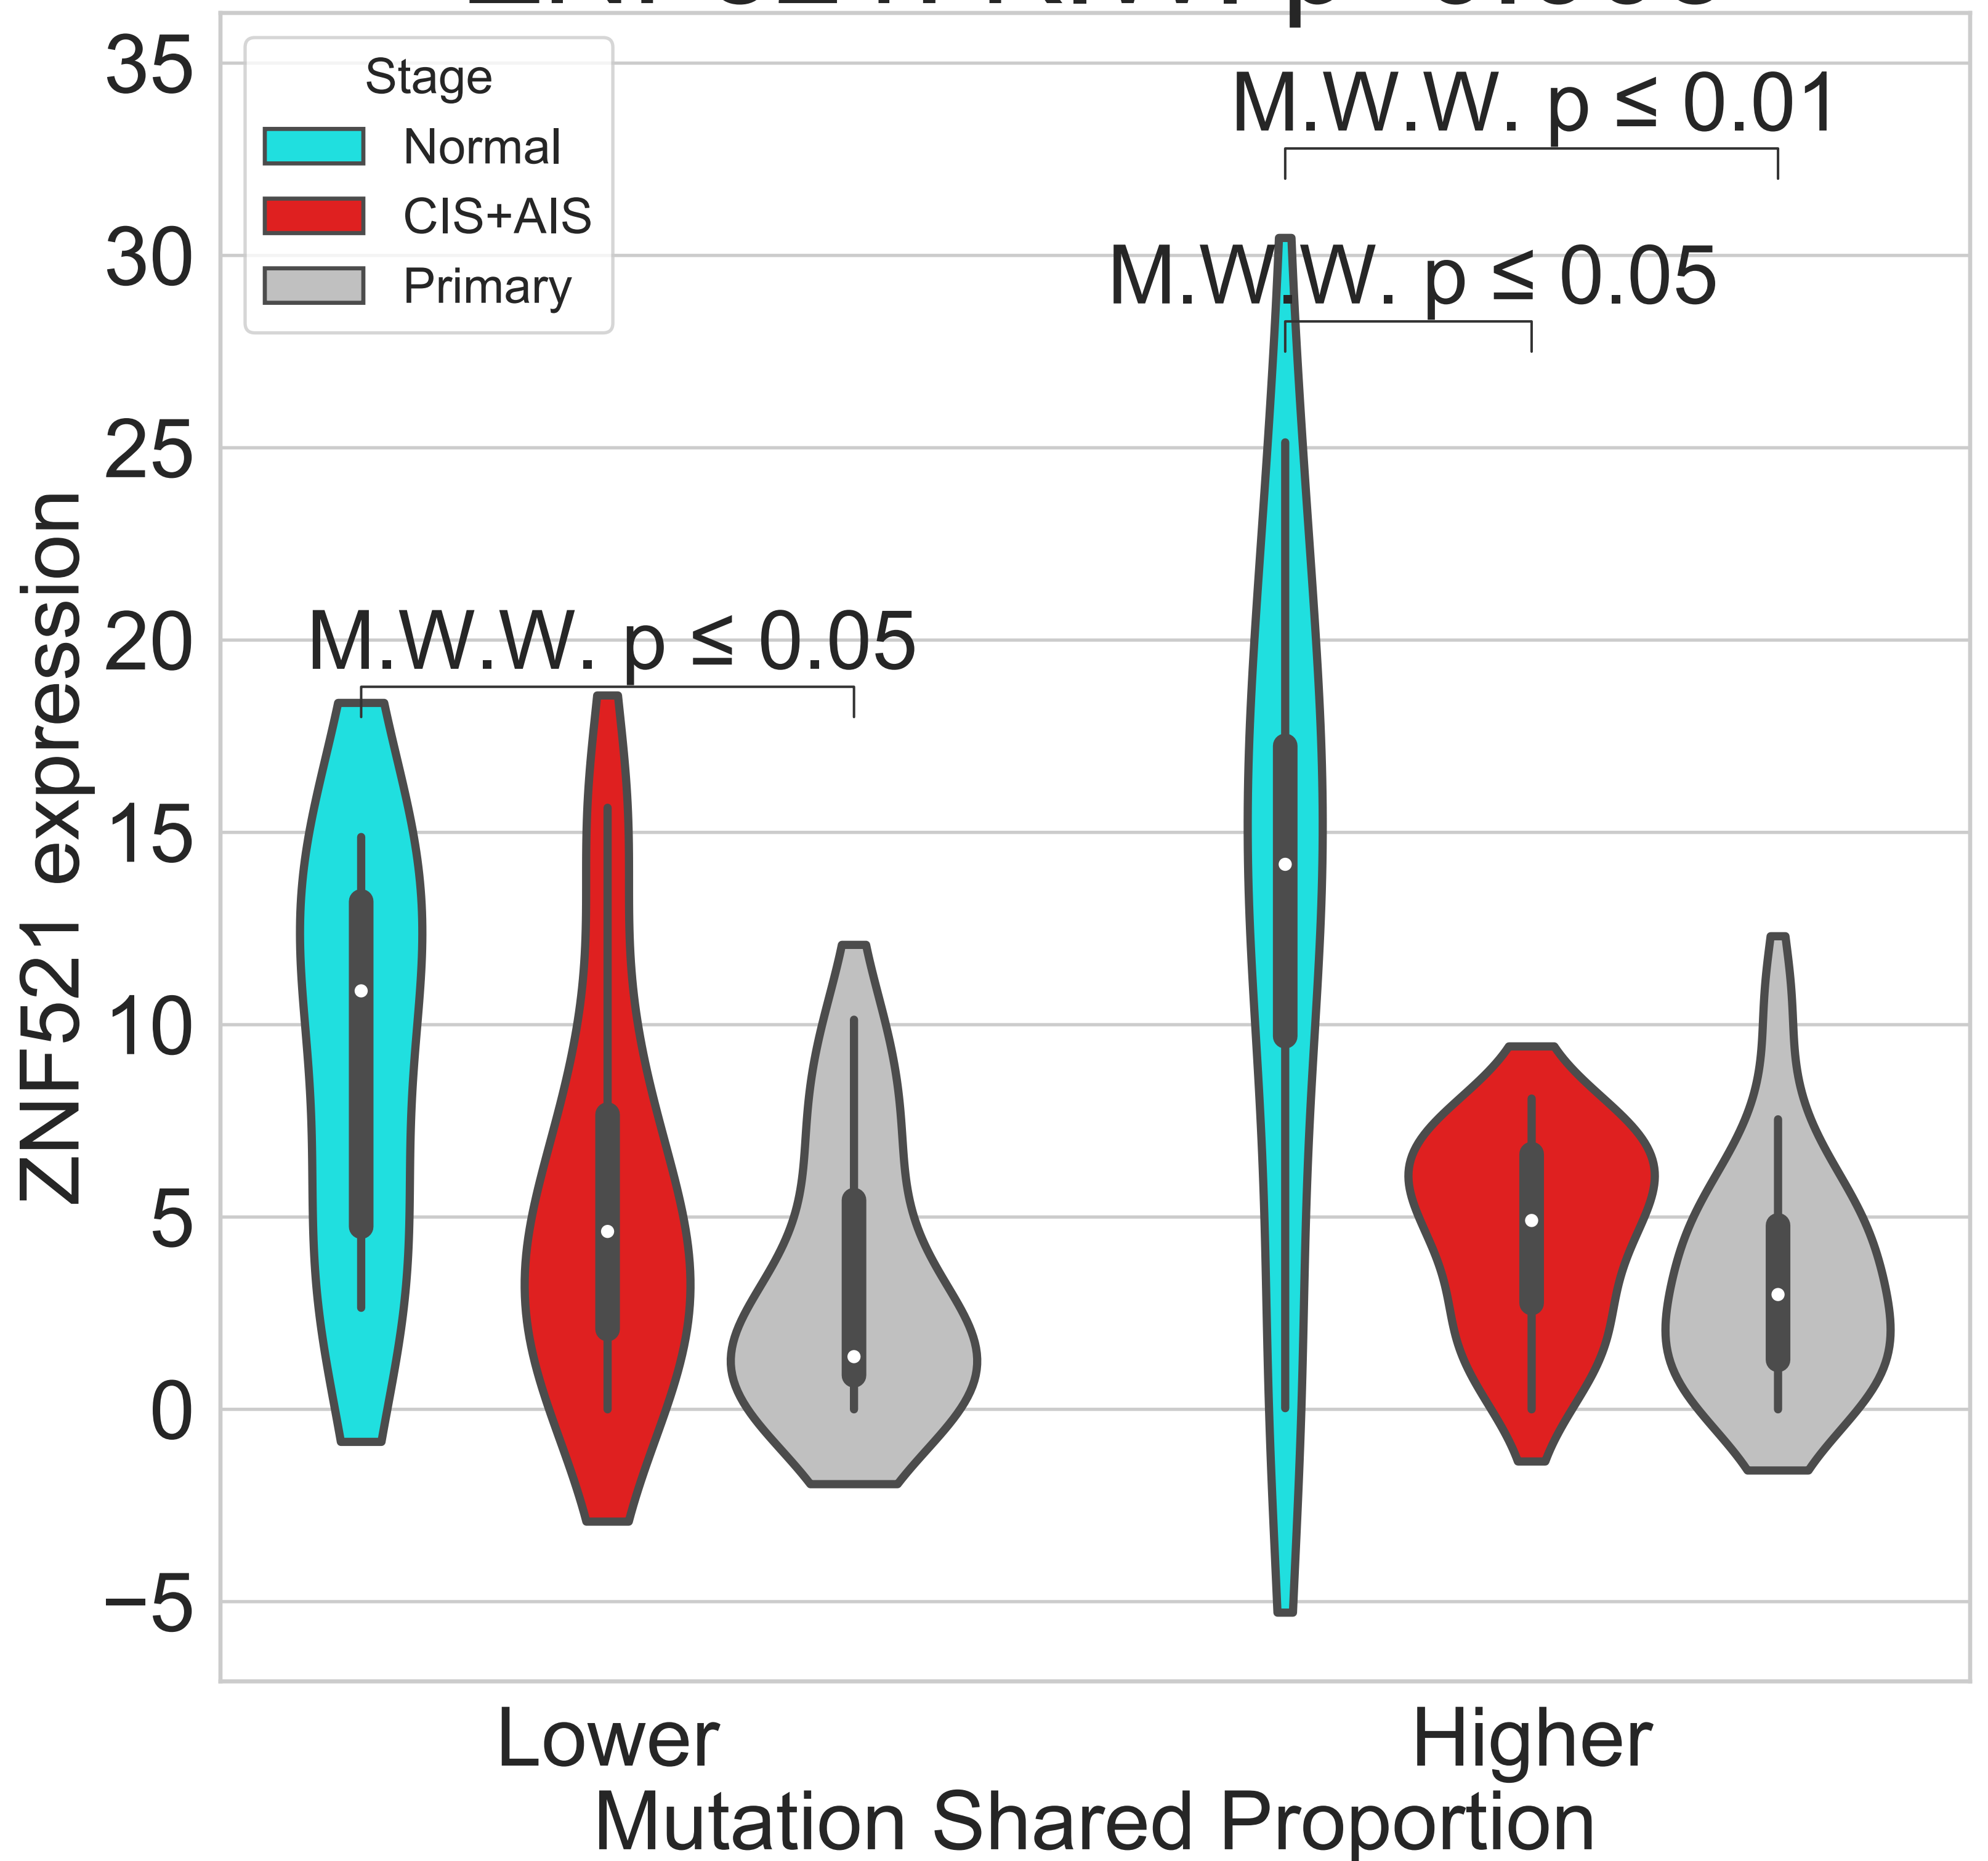 35
30
25
20
15
10
5
0
−5
ZNF521 expression
Stage
Normal
CIS+AIS
Primary
M.W.W. p ≤ 0.01
M.W.W. p ≤ 0.05
M.W.W. p ≤ 0.05
Lower
Higher
Mutation Shared Proportion